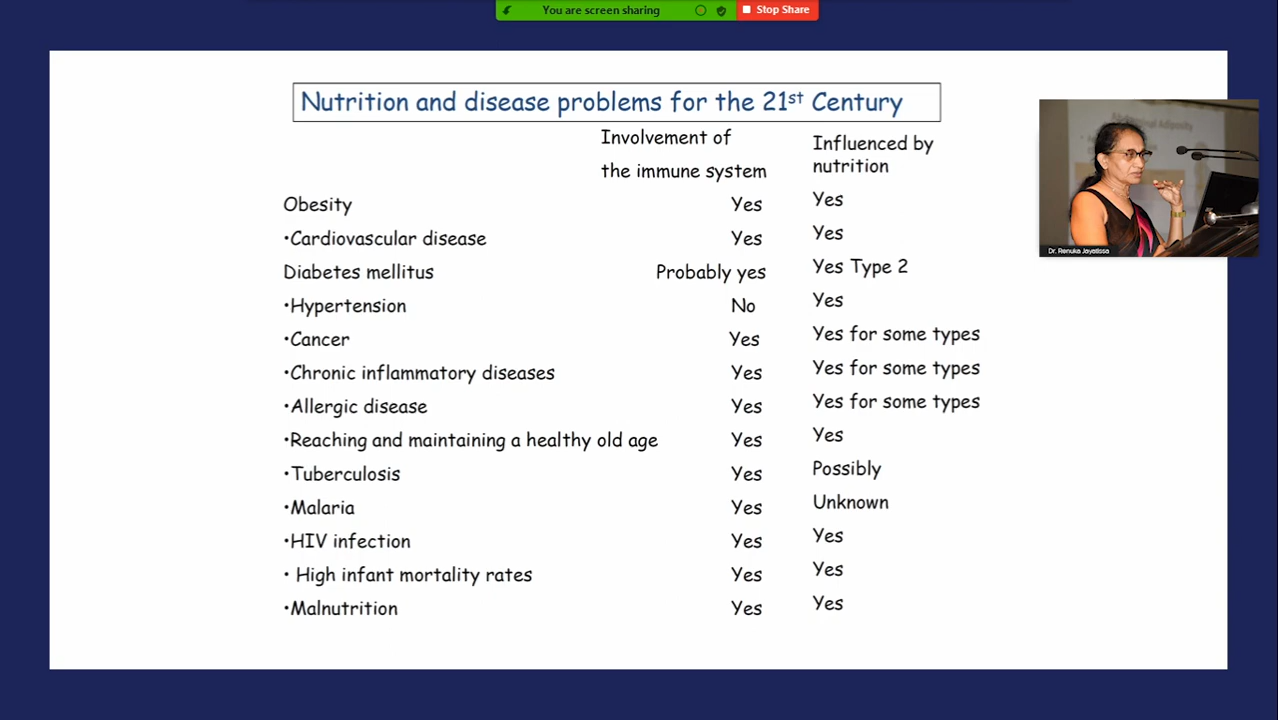 You are screen sharing
Stop Share
Nutrition and disease problems for the 21st Century
Involvement of
the immune system
Influenced by
nutrition
Obesity Yes Yes
•Cardiovascular disease Yes Yes
Diabetes mellitus Probably yes Yes Type 2
•Hypertension No Yes
•Cancer Yes Yes for some types
•Chronic inflammatory diseases Yes Yes for some types
•Allergic disease Yes Yes for some types
•Reaching and maintaining a healthy old age Yes Yes
•Tuberculosis Yes Possibly
•Malaria Yes Unknown
•HIV infection Yes Yes
• High infant mortality rates Yes Yes
•Malnutrition Yes Yes
Abdominal Adiposity
Dr. Renuka Jayatissa